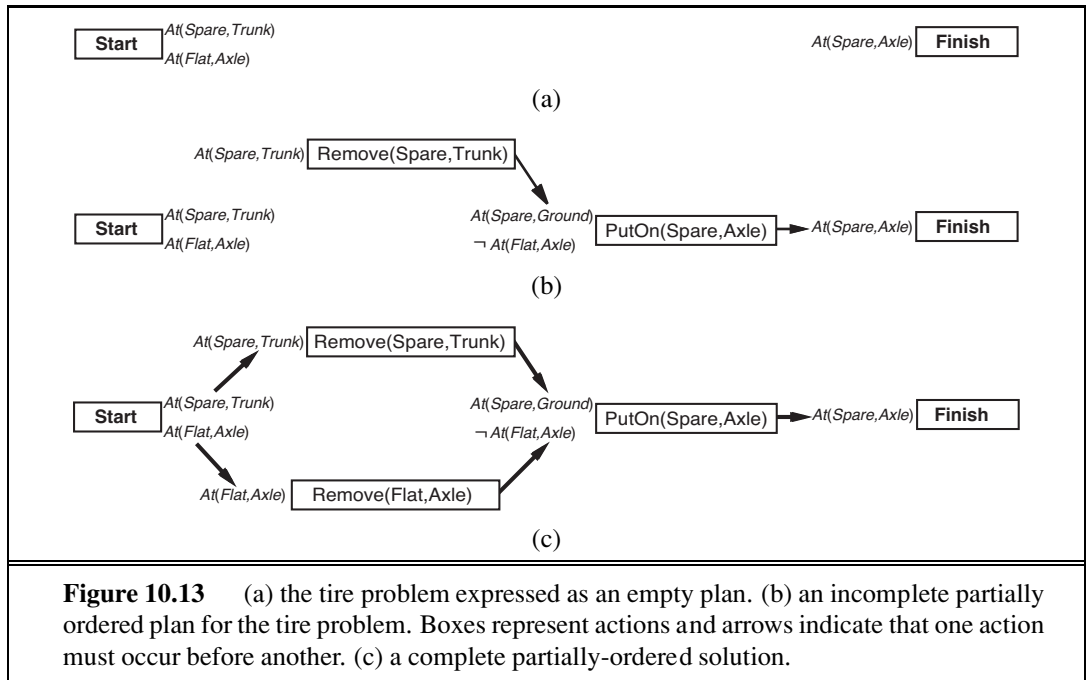 Start
At(Spare,Trunk)
At(Flat,Axle)
At(Spare,Axle)
Finish
(a)
At(Spare,Trunk)
Remove(Spare,Trunk)
Start
At(Spare,Trunk)
At(Flat,Axle)
At(Spare,Ground)
¬ At(Flat,Axle)
PutOn(Spare,Axle)
At(Spare,Axle)
Finish
(b)
At(Spare,Trunk)
Remove(Spare,Trunk)
Start
At(Spare,Trunk)
At(Flat,Axle)
At(Spare,Ground)
¬ At(Flat,Axle)
PutOn(Spare,Axle)
At(Spare,Axle)
Finish
At(Flat,Axle)
Remove(Flat,Axle)
(c)
Figure 10.13 (a) the tire problem expressed as an empty plan. (b) an incomplete partially
ordered plan for the tire problem. Boxes represent actions and arrows indicate that one action
must occur before another. (c) a complete partially-ordered solution.